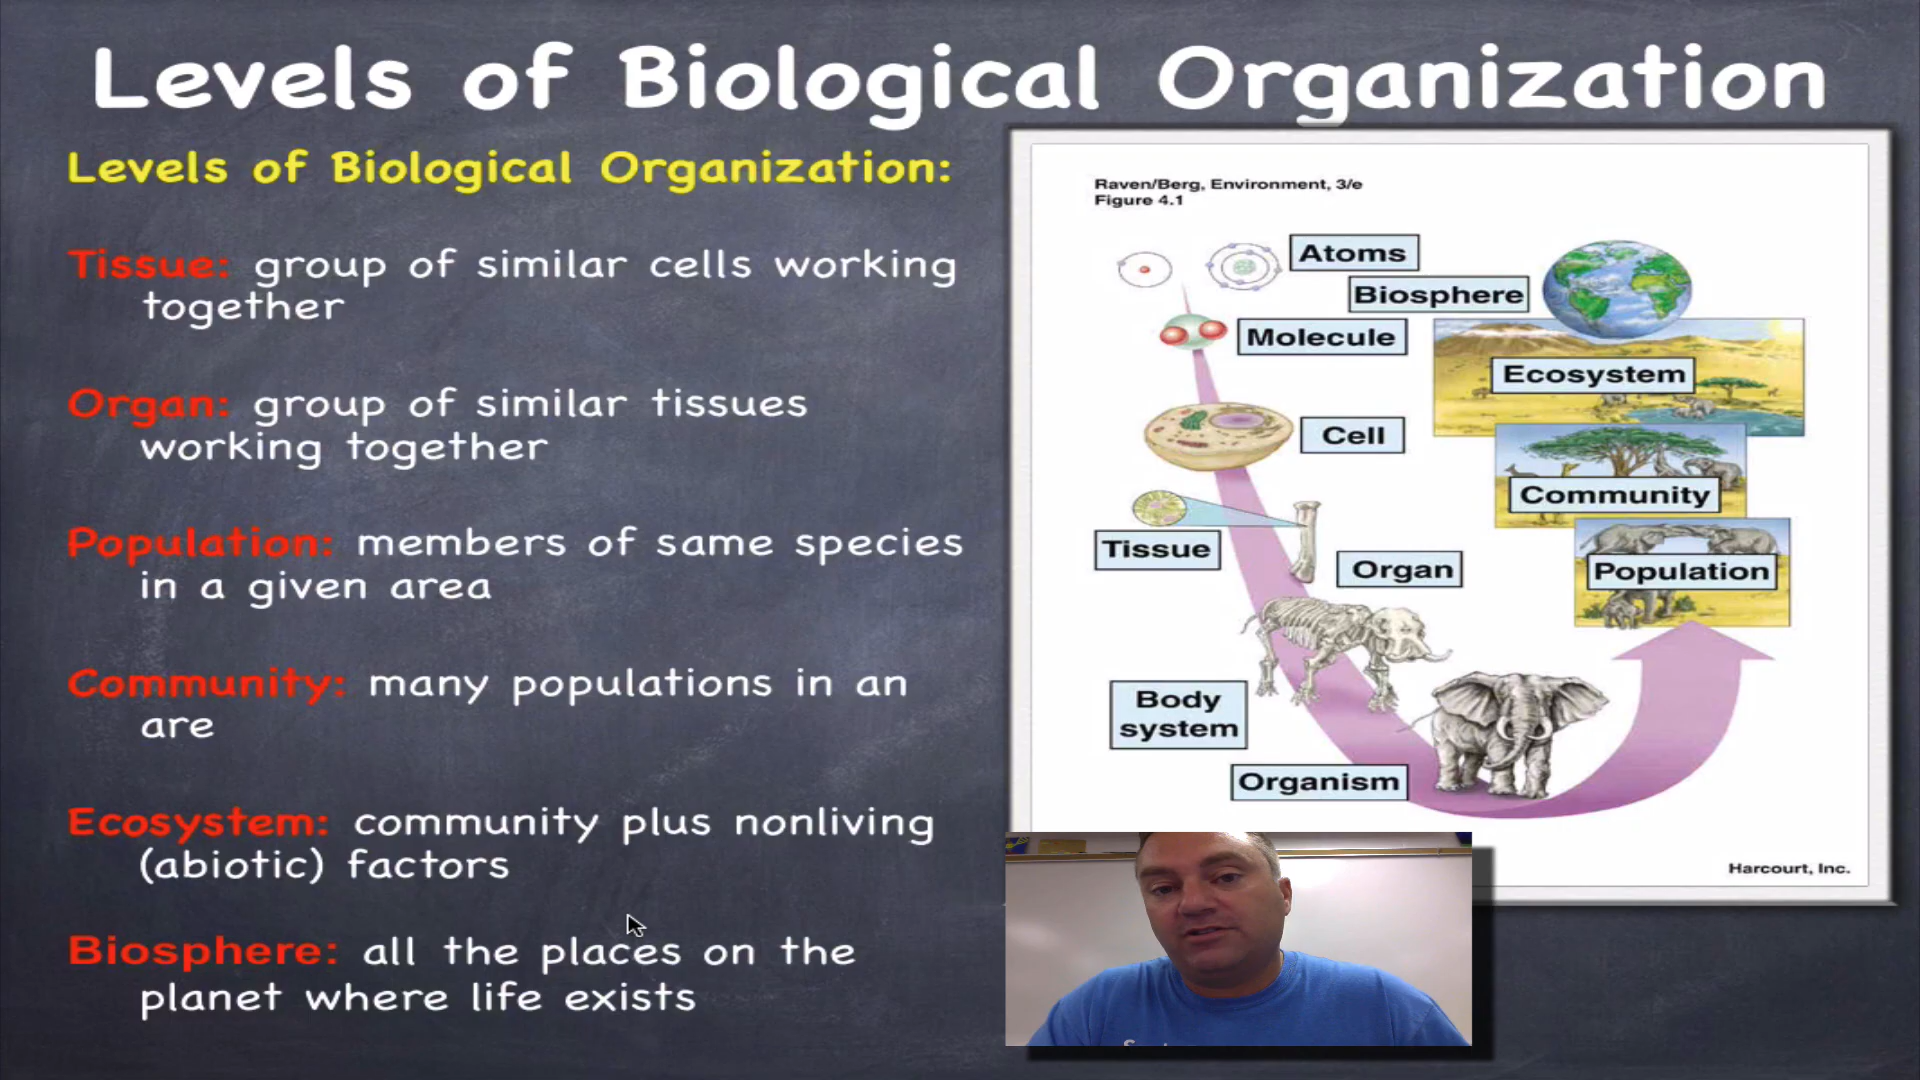 Levels of Biological Organization
Levels of Biological Organization:
Tissue: group of similar cells working
together
Organ: group of similar tissues
working together
Population: members of same species
in a given area
Community: many populations in an
are
Ecosystem: community plus nonliving
(abiotic) factors
Biosphere: all the places on the
planet where life exists
Raven/Berg, Environment, 3/e
Figure 4.1
Atoms
Biosphere
Molecule
Ecosystem
Cell
Community
Tissue
Organ
Population
Body
system
Organism
Harcourt, Inc.